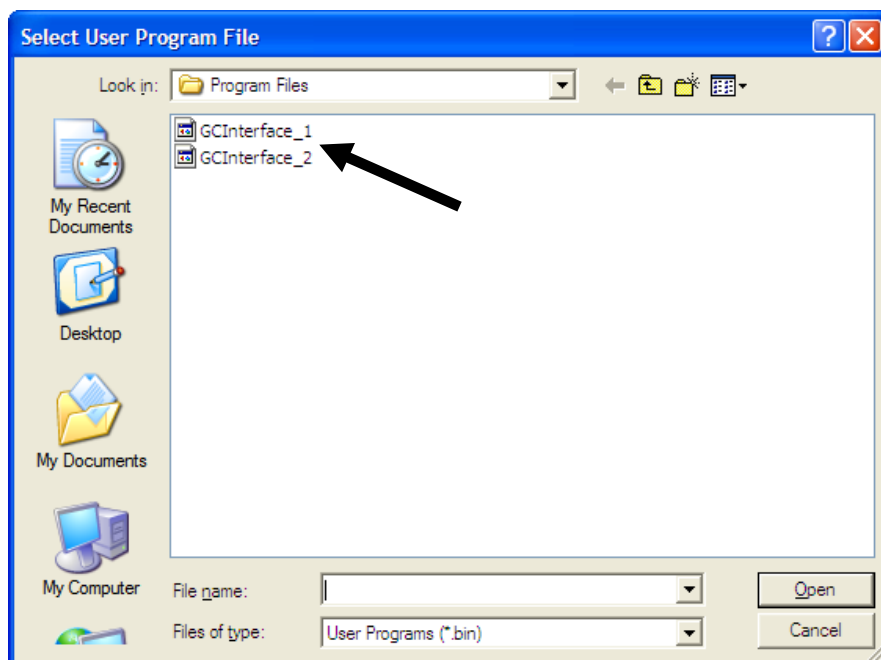 Select User Program File
Look in: Program Files
GCInterface_1
GCInterface_2
My Recent
Documents
Desktop
My Documents
My Computer
File name:
Open
Files of type: User Programs (*.bin)
Cancel